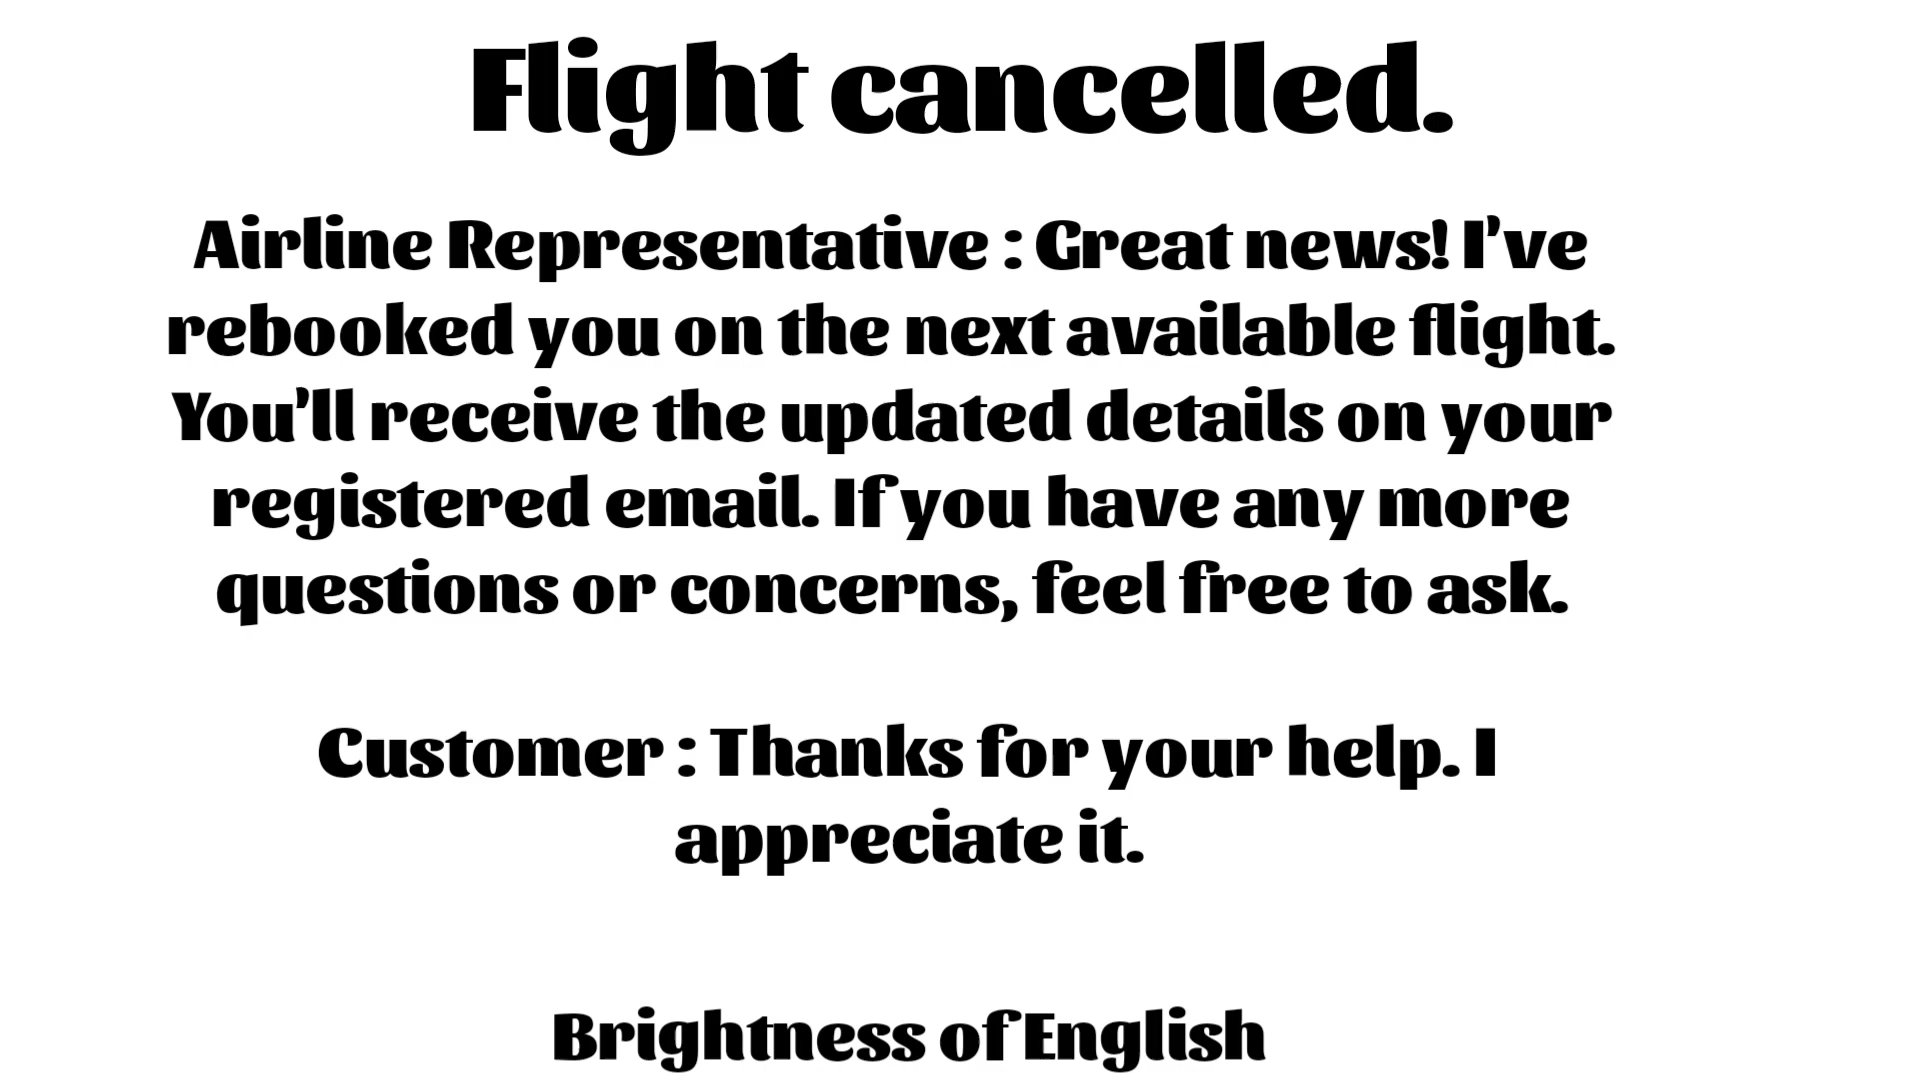 Flight cancelled.
Airline Representative : Great news! I've
rebooked you on the next available flight.
You'll receive the updated details on your
registered email. If you have any more
questions or concerns, feel free to ask.
Customer : Thanks for your help. I
appreciate it.
Brightness of English